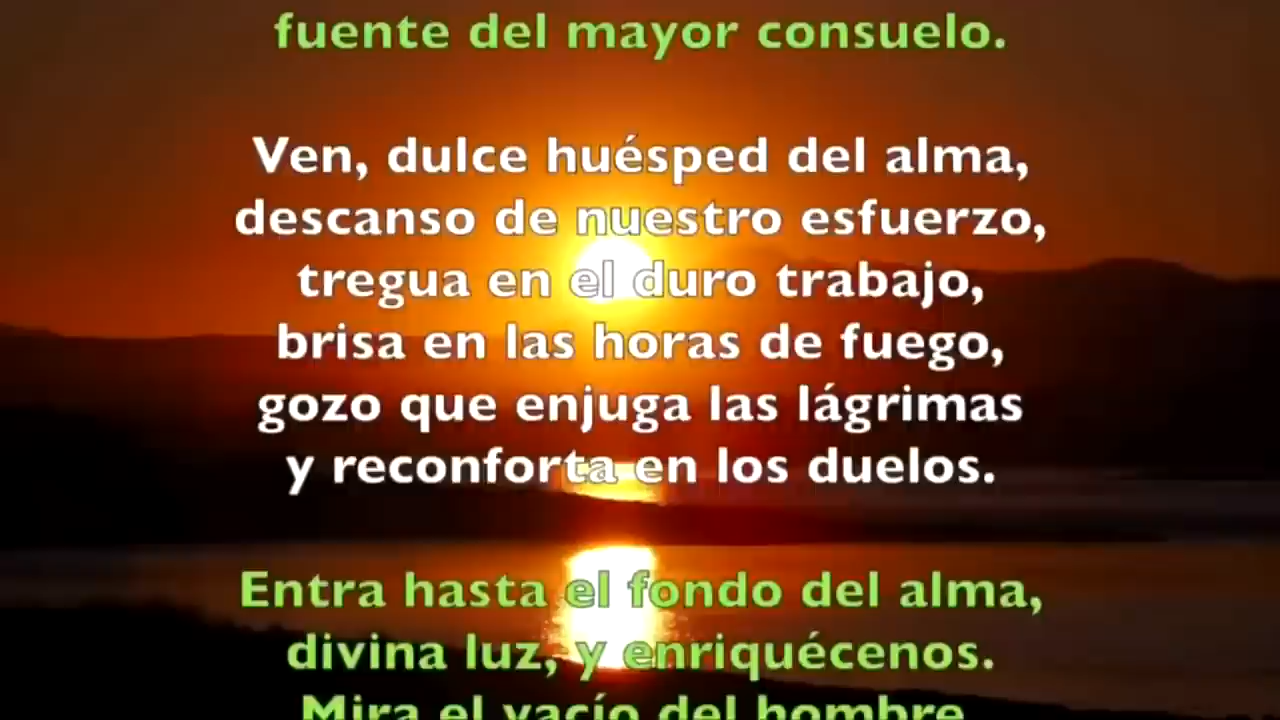 fuente del mayor consuelo.
Ven, dulce huésped del alma,
descanso de nuestro esfuerzo,
tregua en el duro trabajo,
brisa en las horas de fuego,
gozo que enjuga las lágrimas
y reconforta en los duelos.
Entra hasta el fondo del alma,
divina luz, y enriquécenos.
Mira el vacío del hombre